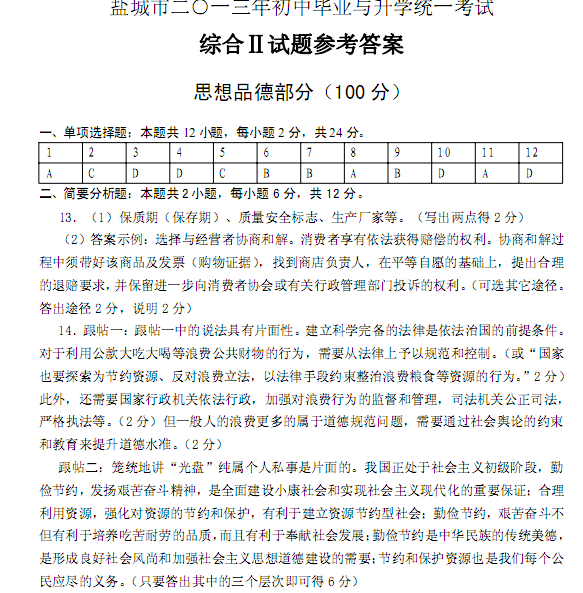 盐城市二〇一三年初中毕业与升学统一考试
综合Ⅱ试题参考答案
思想品德部分（100 分）
一、单项选择题：本题共 12 小题，每小题 2 分，共 24 分。
1 2 3 4 5 6 7 8 9 10 11 12
A C D D C B B A B D A D
二、简要分析题：本题共 2 小题，每小题 6 分，共 12 分。
13．（1）保质期（保存期）、质量安全标志、生产厂家等。（写出两点得 2 分）
（2）答案示例：选择与经营者协商和解。消费者享有依法获得赔偿的权利。协商和解过
程中须带好该商品及发票（购物证据），找到商店负责人，在平等自愿的基础上，提出合理
的退赔要求，并保留进一步向消费者协会或有关行政管理部门投诉的权利。（可选其它途径。
答出途径 2 分，说明 2 分）
14．跟帖一：跟帖一中的说法具有片面性。建立科学完备的法律是依法治国的前提条件。
对于利用公款大吃大喝等浪费公共财物的行为，需要从法律上予以规范和控制。（或“国家
也要探索为节约资源、反对浪费立法，以法律手段约束整治浪费粮食等资源的行为。”2 分）
此外，还需要国家行政机关依法行政，加强对浪费行为的监督和管理，司法机关公正司法，
严格执法等。（2 分）但一般人的浪费更多的属于道德规范问题，需要通过社会舆论的约束
和教育来提升道德水准。（2 分）
跟帖二：笼统地讲“光盘”纯属个人私事是片面的。我国正处于社会主义初级阶段，勤
俭节约，发扬艰苦奋斗精神，是全面建设小康社会和实现社会主义现代化的重要保证；合理
利用资源，强化对资源的节约和保护，有利于建立资源节约型社会；勤俭节约，艰苦奋斗不
但有利于培养吃苦耐劳的品质，而且有利于奉献社会发展；勤俭节约是中华民族的传统美德，
是形成良好社会风尚和加强社会主义思想道德建设的需要；节约和保护资源也是我们每个公
民应尽的义务。（只要答出其中的三个层次即可得 6 分）